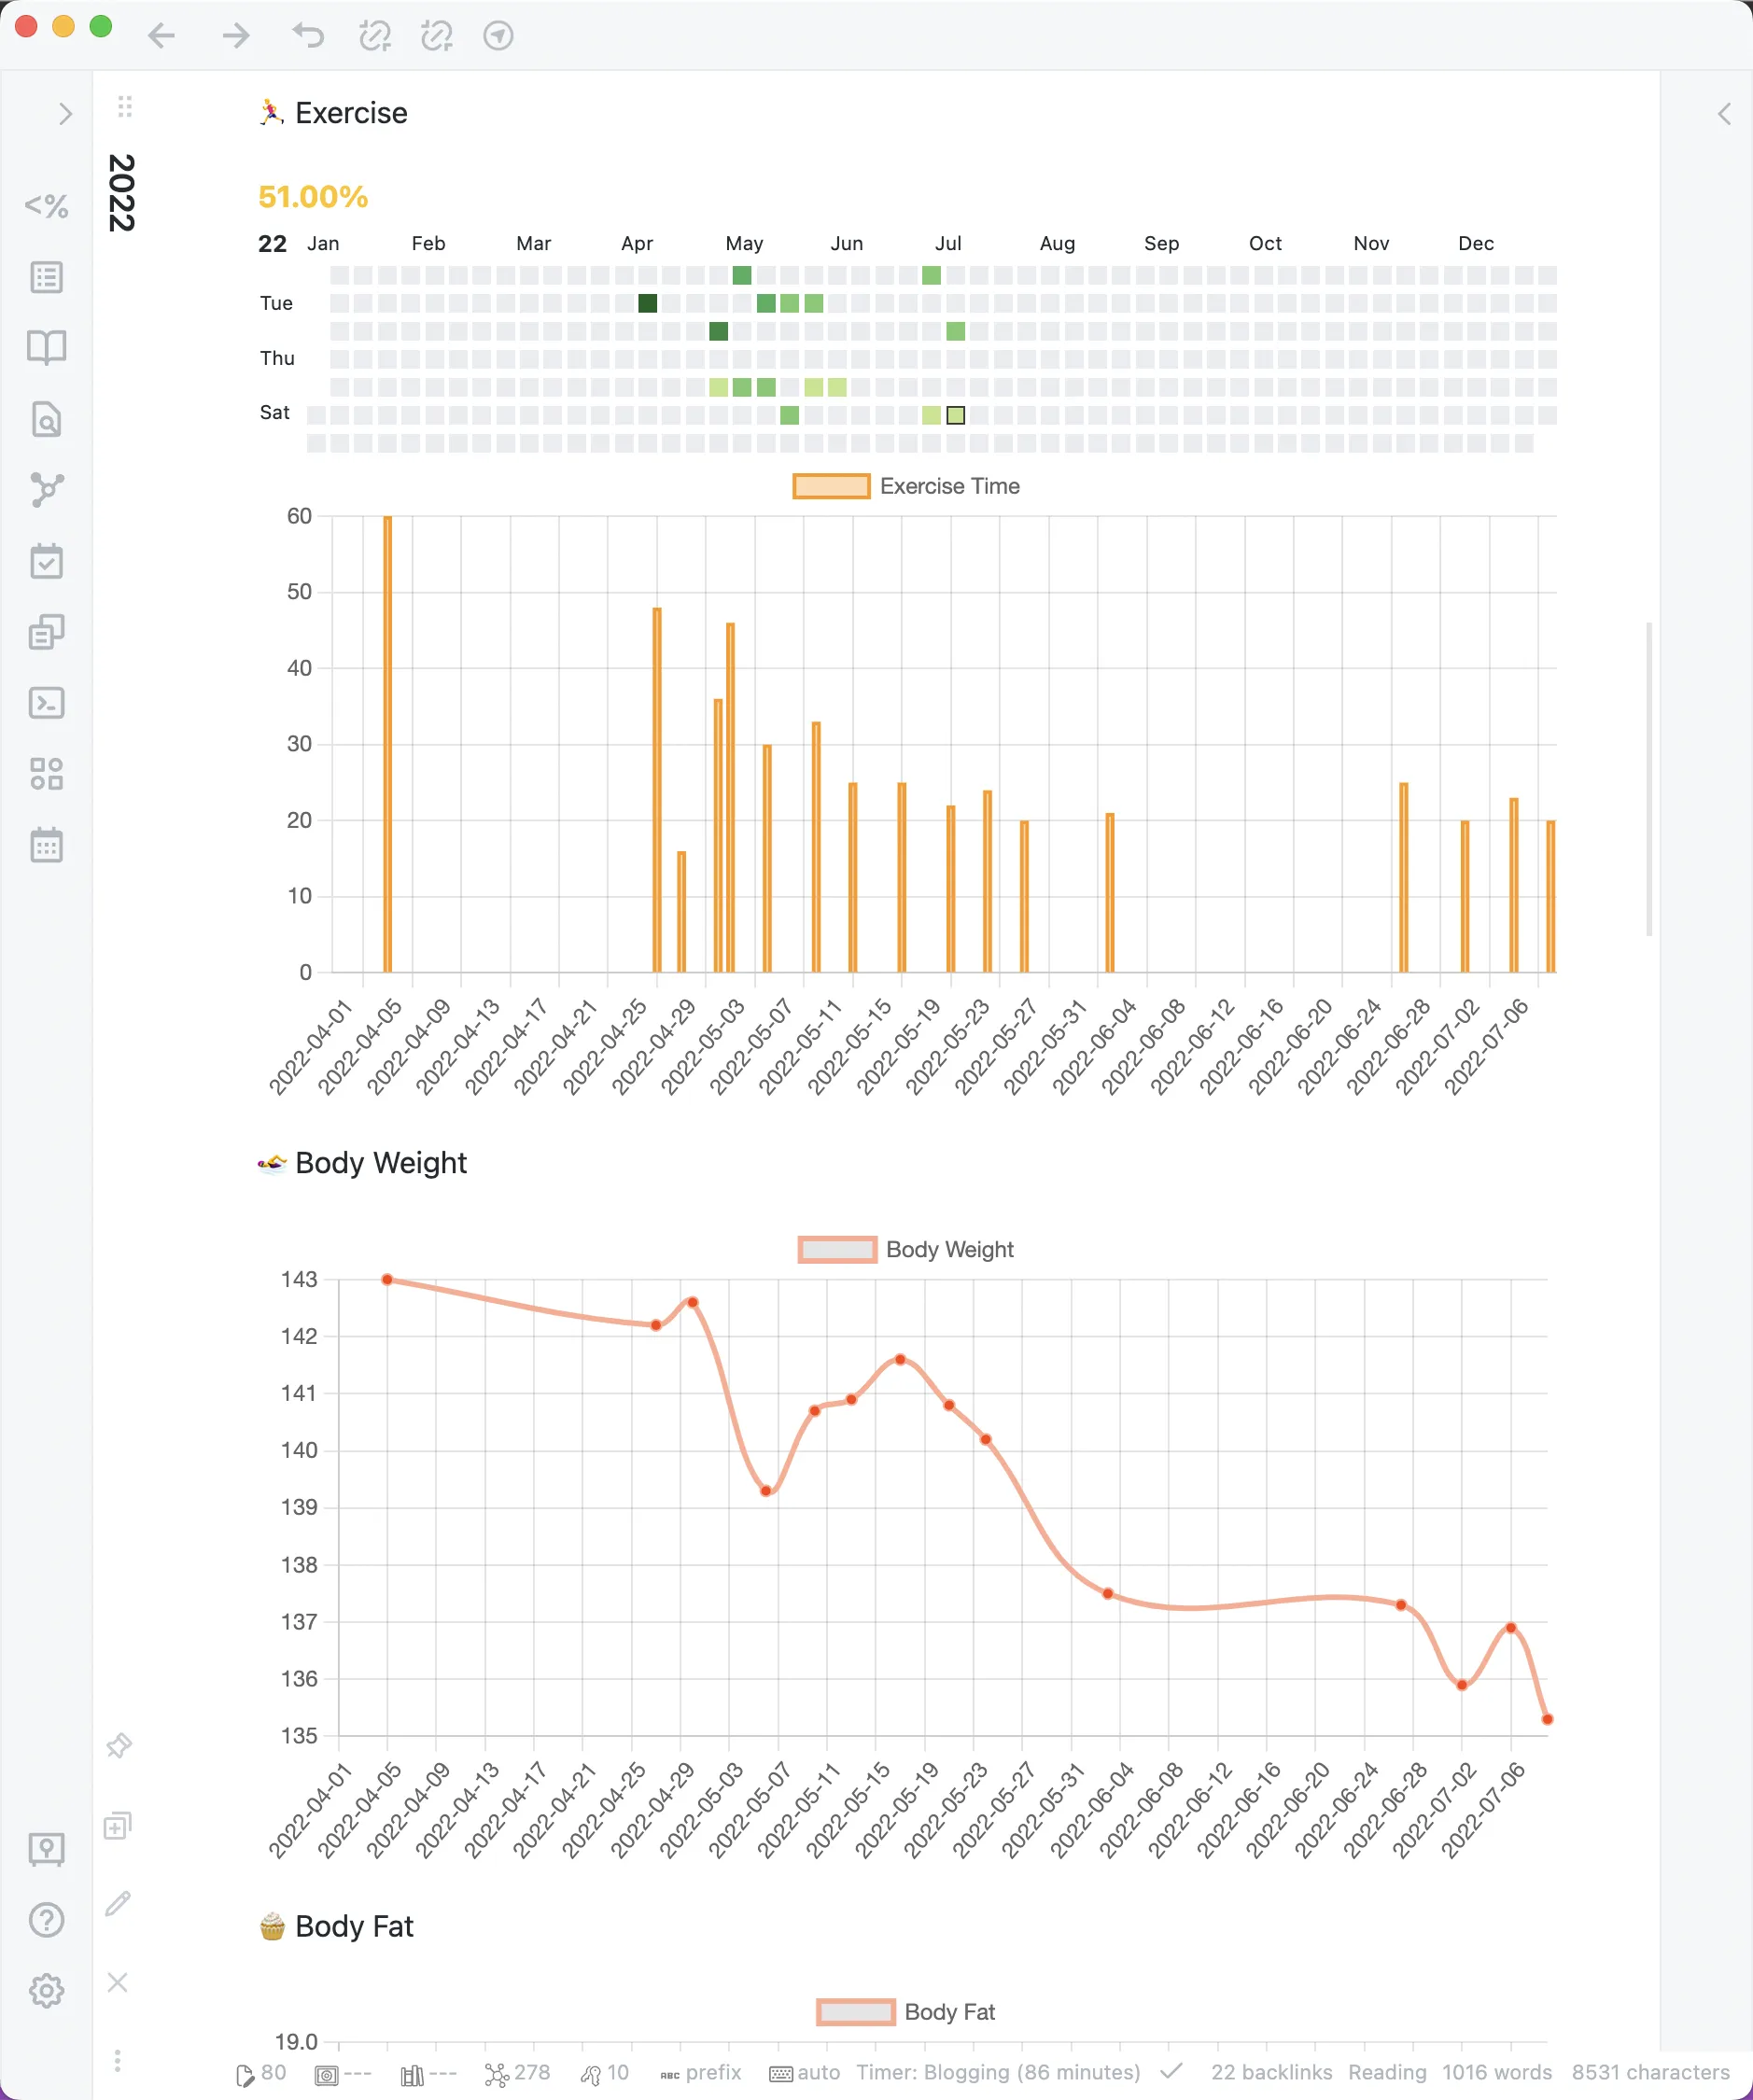 Exercise
2022
<%
51.00%
22 Jan Feb Mar Apr May Jun Jul Aug Sep Oct Nov Dec
Tue
Thu
Sat
Exercise Time
60
50
40
30
20
10
0
2022-04-01 2022-04-05 2022-04-09 2022-04-13 2022-04-17 2022-04-21 2022-04-25 2022-04-29 2022-05-03 2022-05-07 2022-05-11 2022-05-15 2022-05-19 2022-05-23 2022-05-27 2022-05-31 2022-06-04 2022-06-08 2022-06-12 2022-06-16 2022-06-20 2022-06-24 2022-06-28 2022-07-02 2022-07-06
Body Weight
Body Weight
143
142
141
140
139
138
137
136
135
2022-04-01 2022-04-05 2022-04-09 2022-04-13 2022-04-17 2022-04-21 2022-04-25 2022-04-29 2022-05-03 2022-05-07 2022-05-11 2022-05-15 2022-05-19 2022-05-23 2022-05-27 2022-05-31 2022-06-04 2022-06-08 2022-06-12 2022-06-16 2022-06-20 2022-06-24 2022-06-28 2022-07-02 2022-07-06
Body Fat
Body Fat
19.0
80 --- --- 278 10 ABC prefix auto Timer: Blogging (86 minutes) 22 backlinks Reading 1016 words 8531 characters